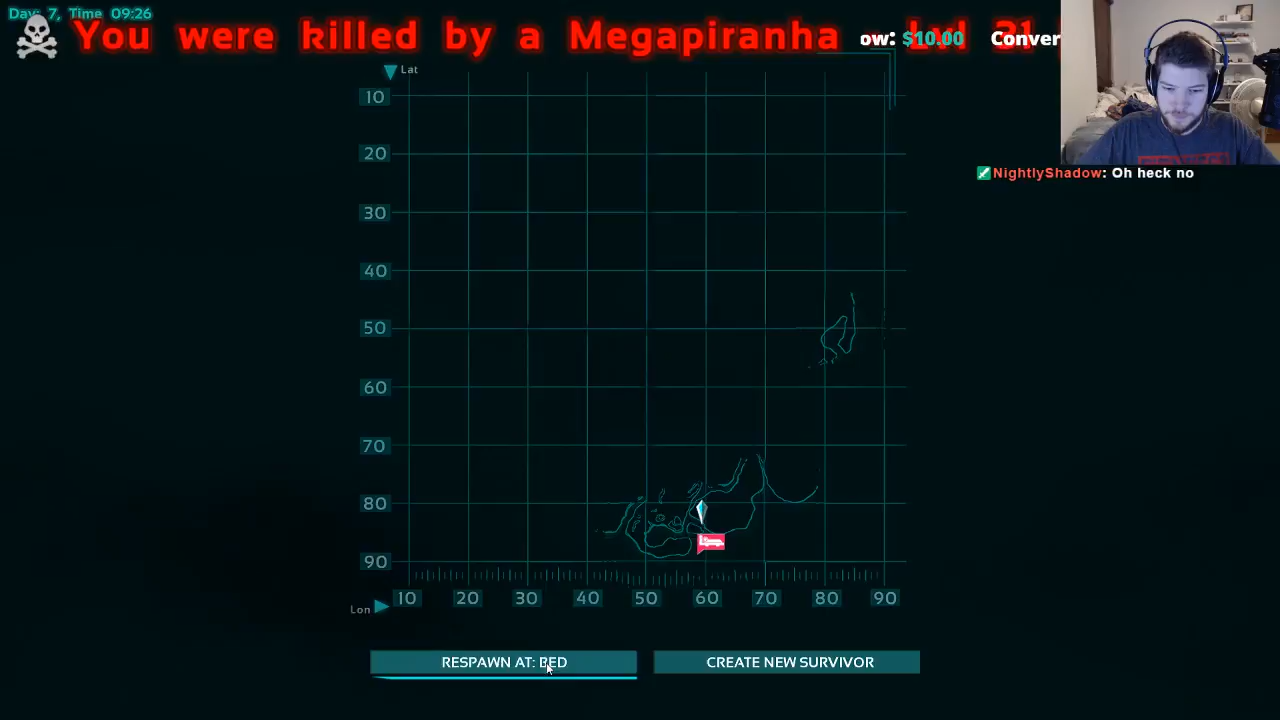 Day: 7, Time 09:26
You were killed by a Megapiranha - Lvl 31
ow: $10.00 Conver
Lat
NightlyShadow: Oh heck no
10
20
30
40
50
60
70
80
90
Lon
10 20 30 40 50 60 70 80 90
RESPAWN AT: BED
CREATE NEW SURVIVOR